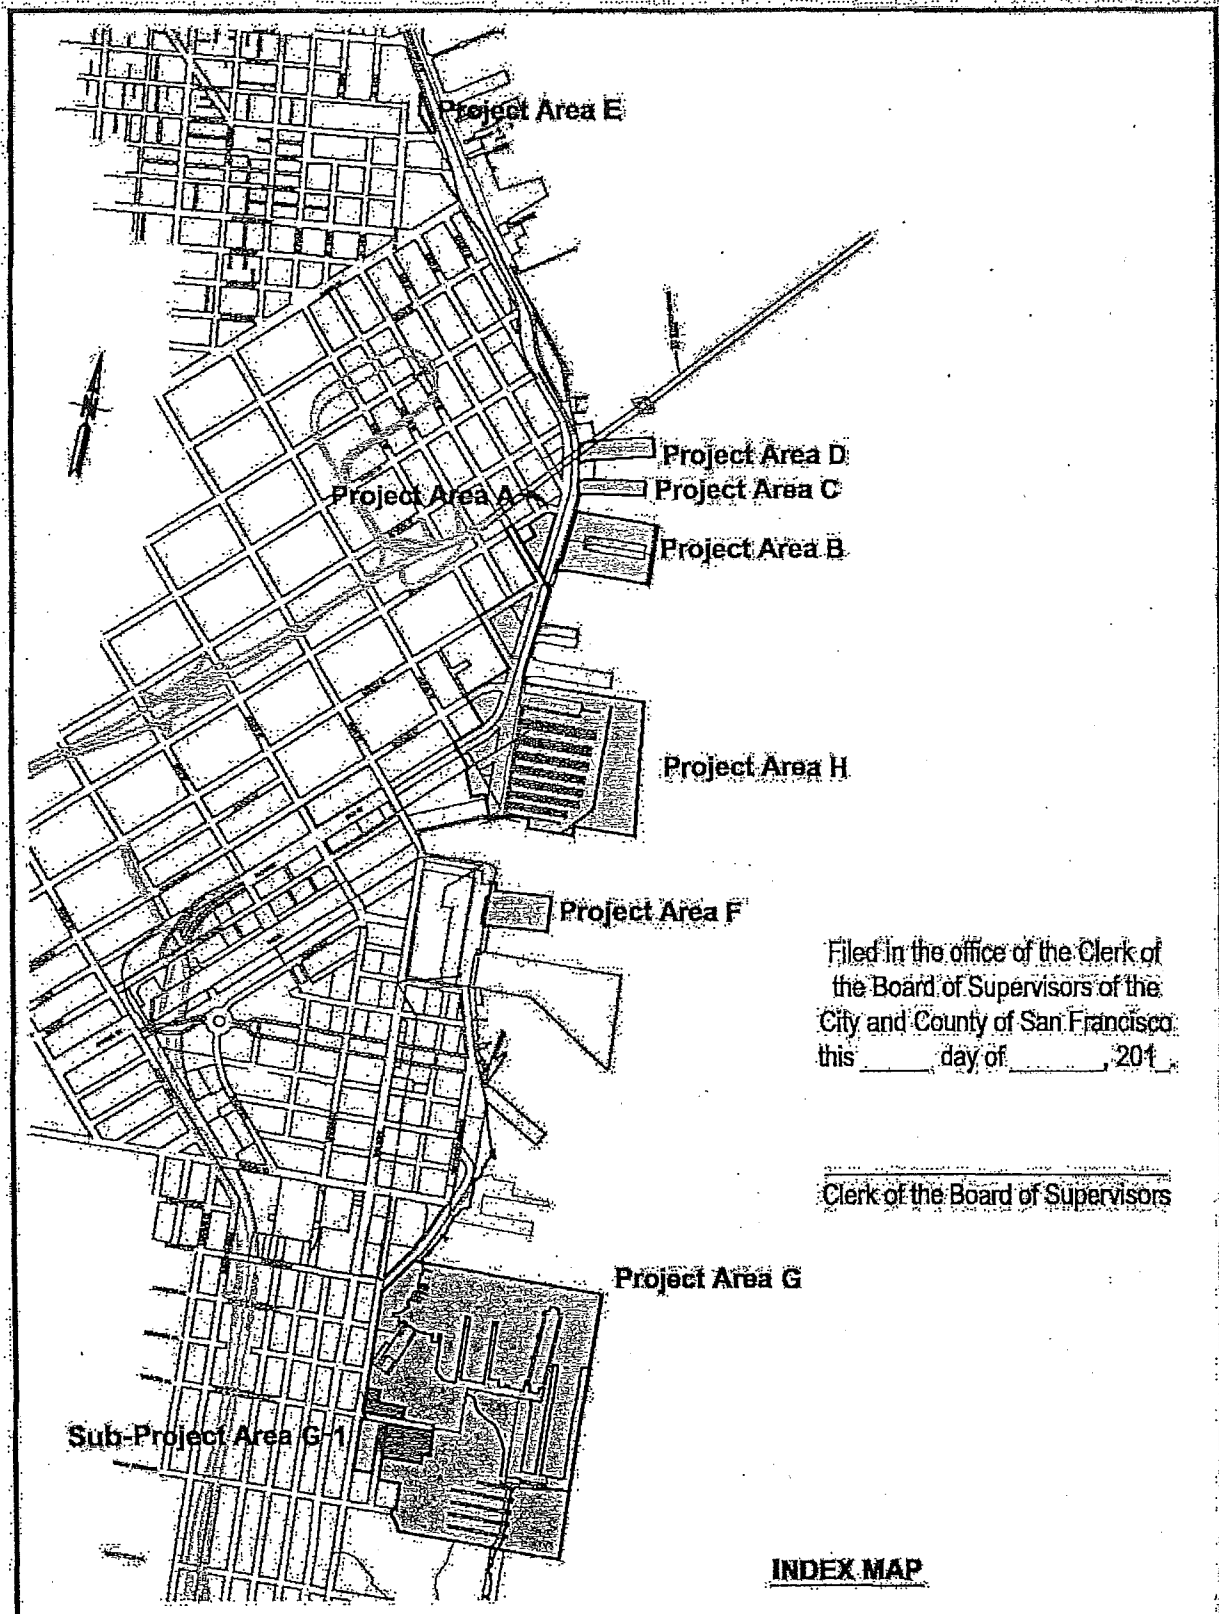 Project Area E
N
Project Area D
Project Area A
Project Area C
Project Area B
Project Area H
Project Area F
Filed in the office of the Clerk of
the Board of Supervisors of the
City and County of San Francisco
this ______ day of ________, 201_.
Clerk of the Board of Supervisors
Project Area G
Sub-Project Area G-1
INDEX MAP